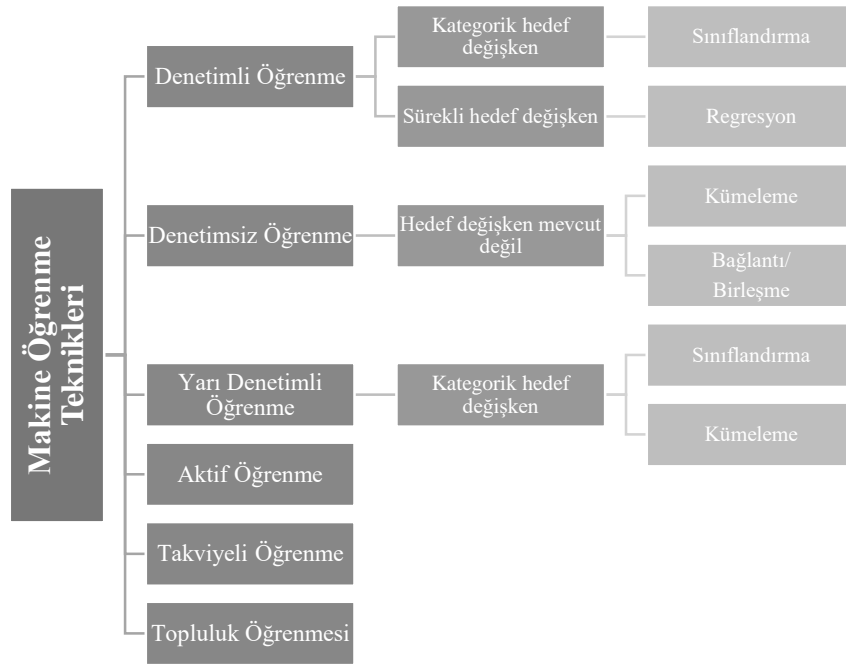 Makine Öğrenme
Teknikleri
Denetimli Öğrenme
Kategorik hedef
değişken
Sınıflandırma
Sürekli hedef değişken
Regresyon
Denetimsiz Öğrenme
Hedef değişken mevcut
değil
Kümeleme
Bağlantı/
Birleşme
Yarı Denetimli
Öğrenme
Kategorik hedef
değişken
Sınıflandırma
Kümeleme
Aktif Öğrenme
Takviyeli Öğrenme
Topluluk Öğrenmesi